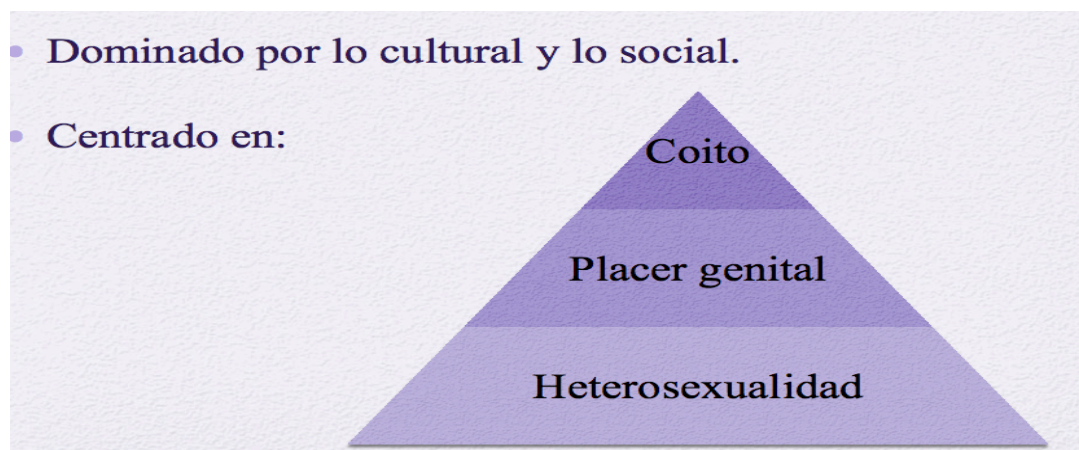 Dominado por lo cultural y lo social.
Centrado en:
Coito
Placer genital
Heterosexualidad